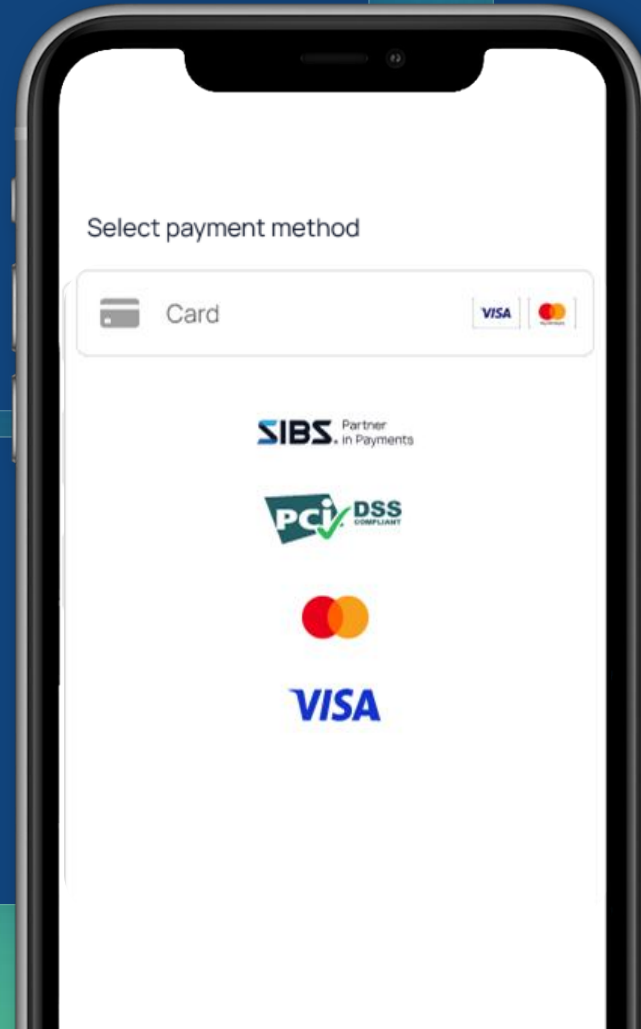 Select payment method
Card
VISA
SIBS. Partner
in Payments
PCi DSS
COMPLIANT
VISA